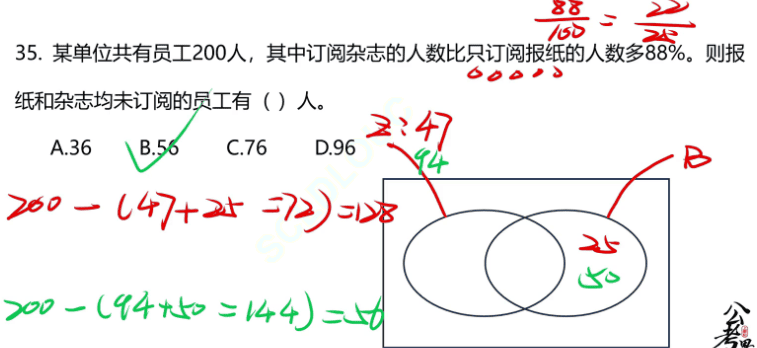 88/100 = 22/25
35. 某单位共有员工200人，其中订阅杂志的人数比只订阅报纸的人数多88%。则报
纸和杂志均未订阅的员工有（ ）人。
Z: 47
94
A.36 B.56 C.76 D.96
B
200 - (47+25 =72) = 128
25
50
200 - (94+50 = 144) = 56
公考